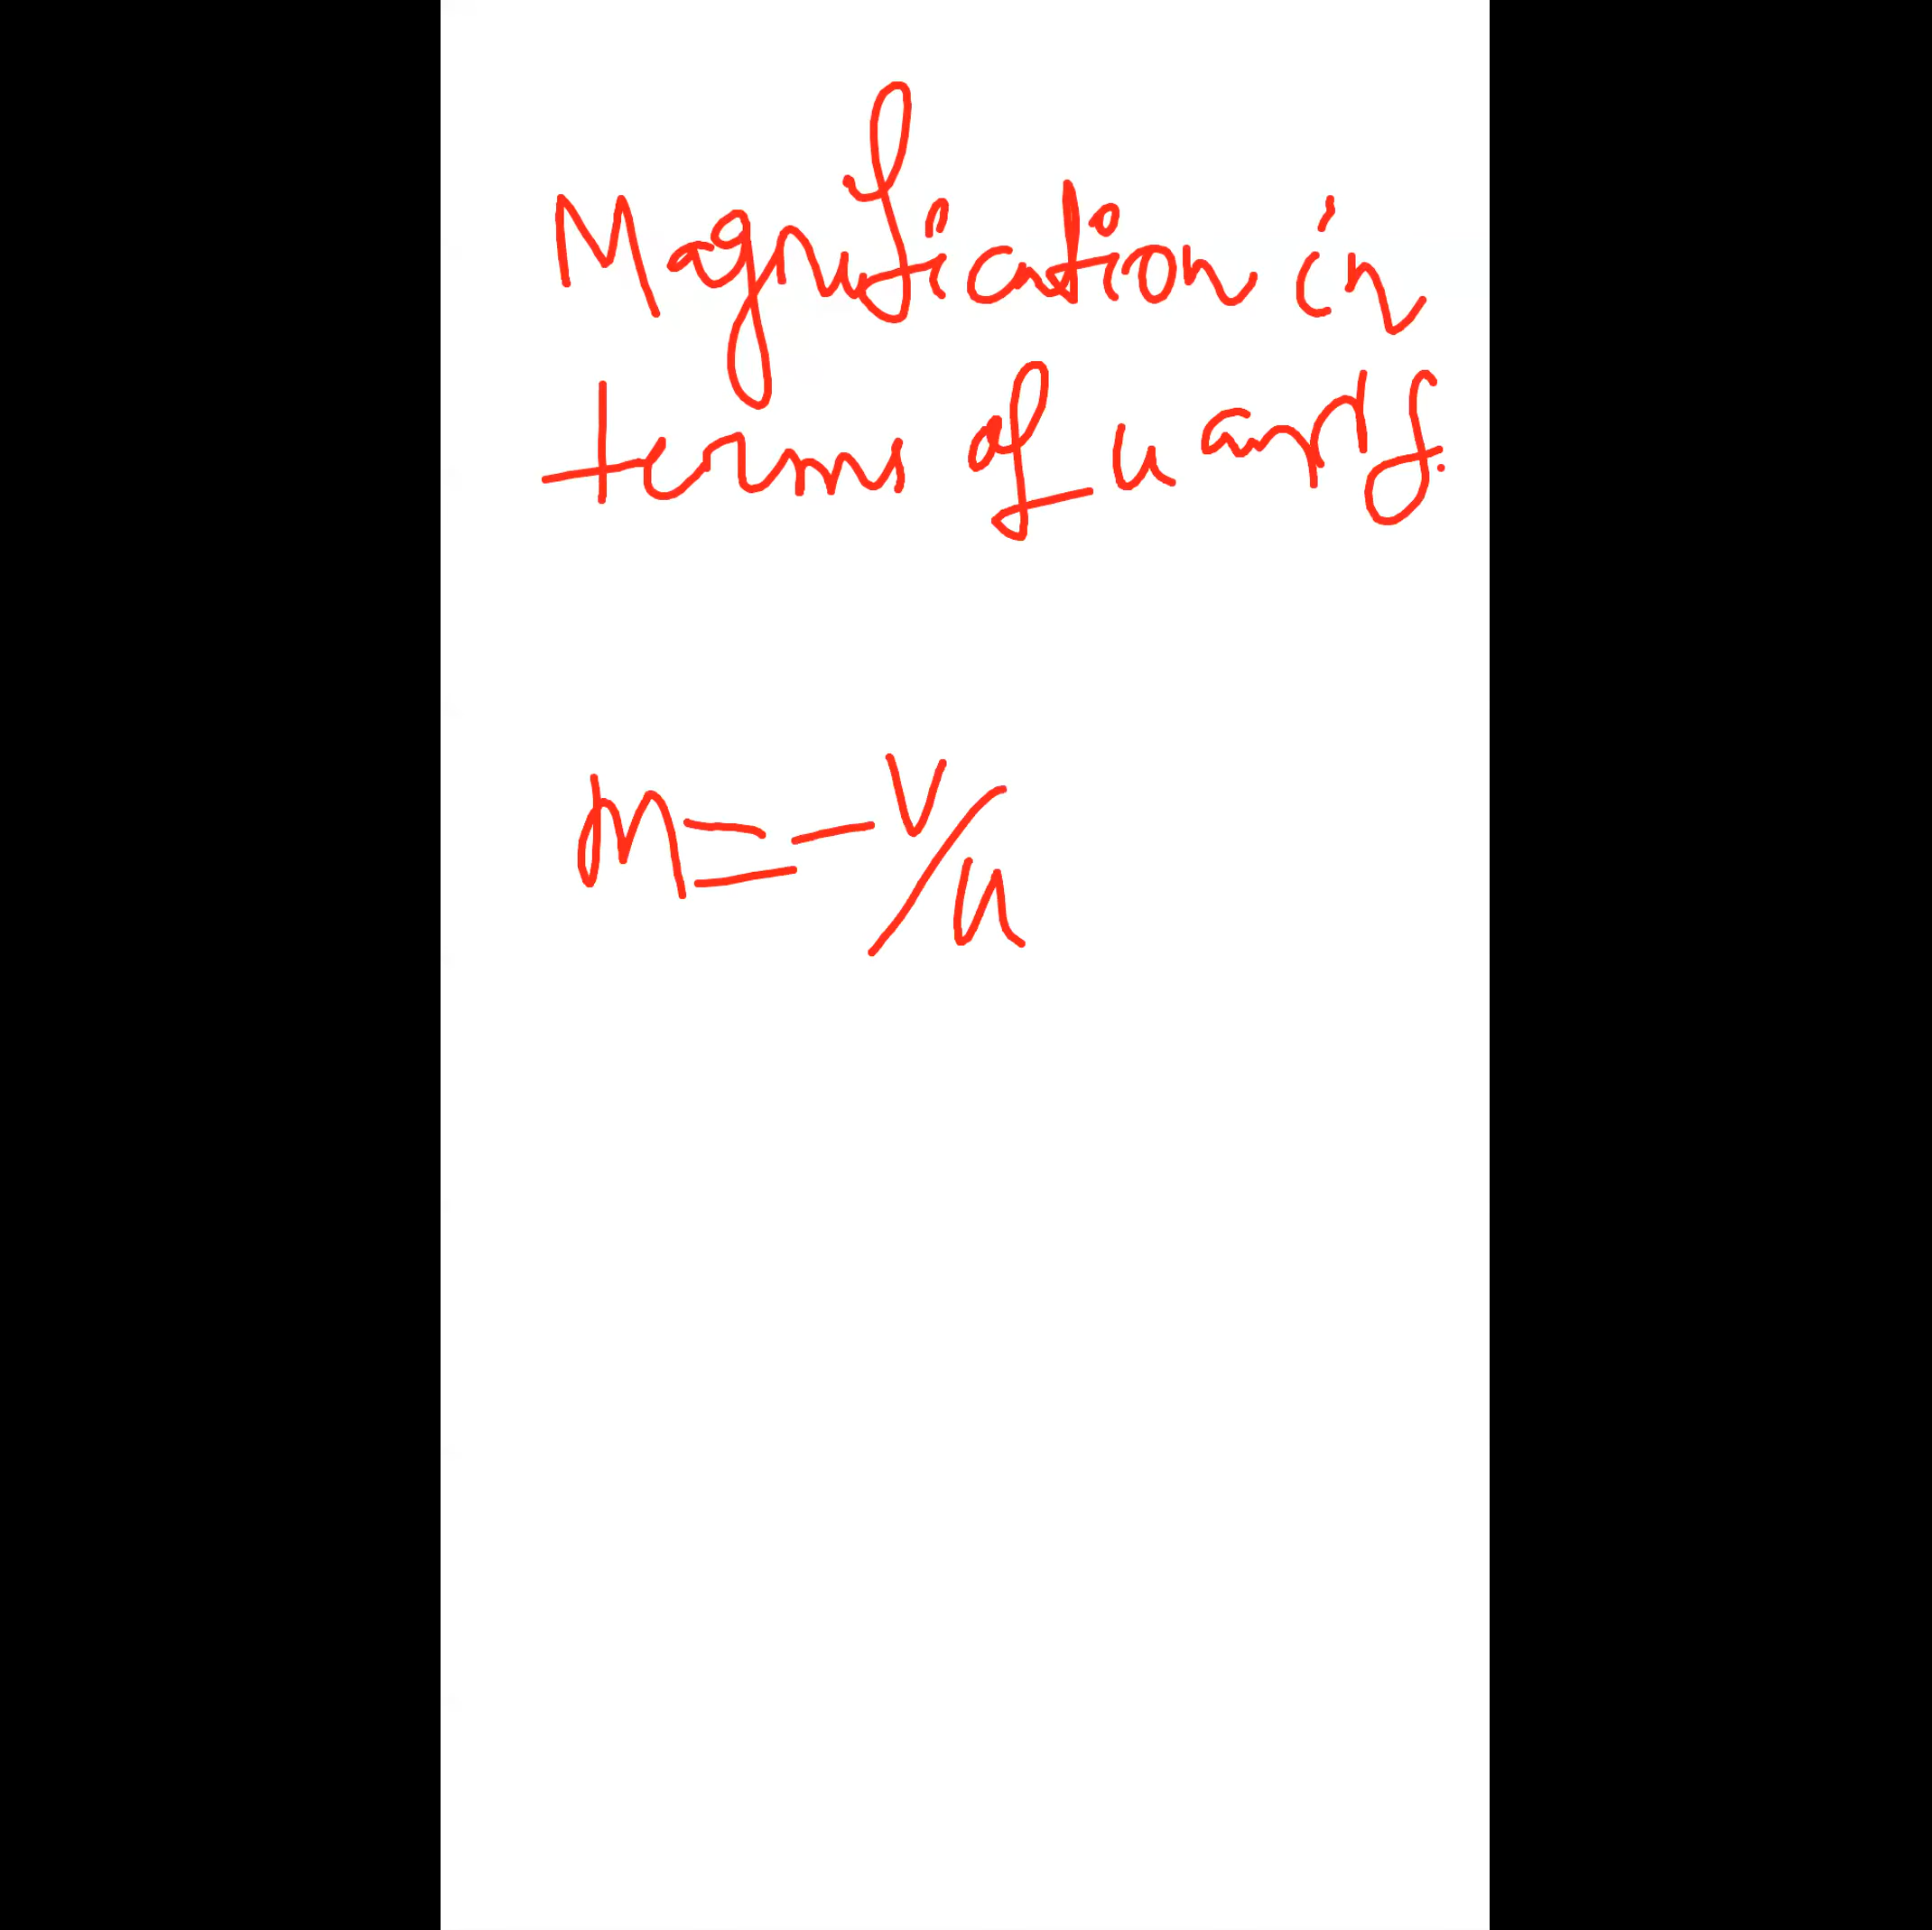 Magnification in
terms of u and f.
m = - v/u